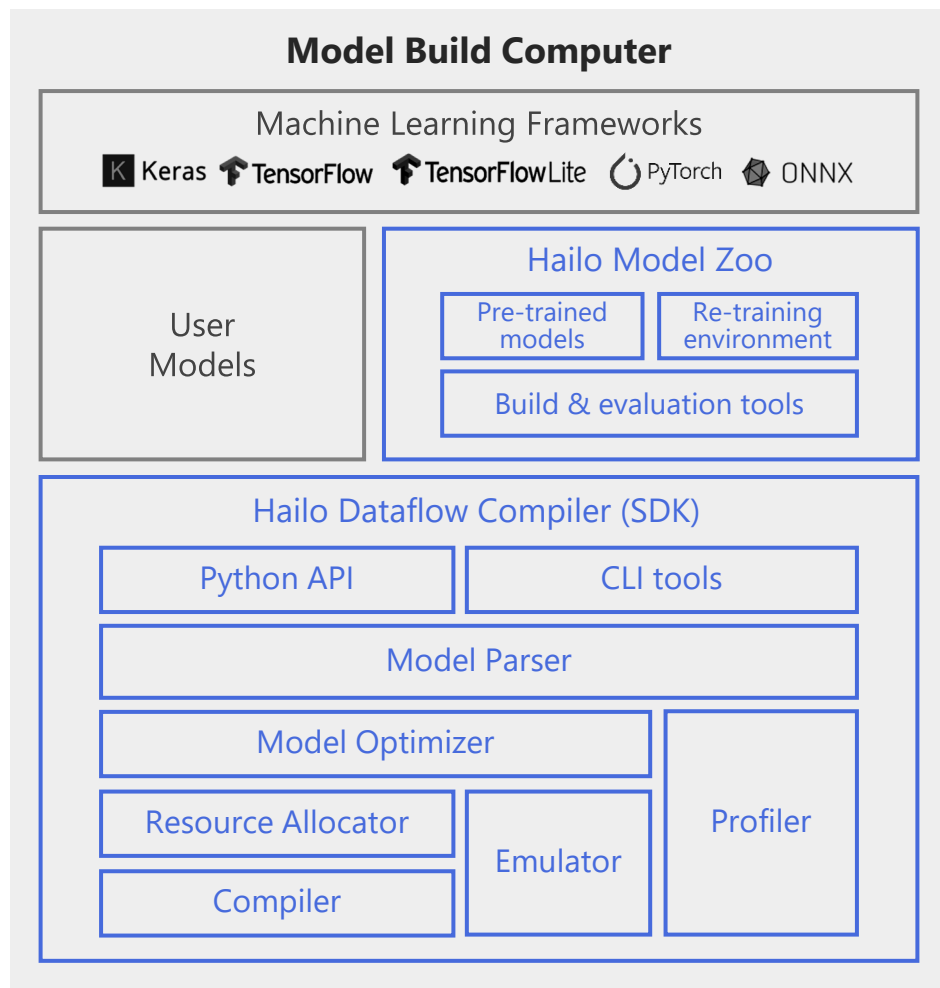 Model Build Computer
Machine Learning Frameworks
K Keras TensorFlow TensorFlowLite PyTorch ONNX
User
Models
Hailo Model Zoo
Pre-trained
models
Re-training
environment
Build & evaluation tools
Hailo Dataflow Compiler (SDK)
Python API
CLI tools
Model Parser
Model Optimizer
Profiler
Resource Allocator
Emulator
Compiler